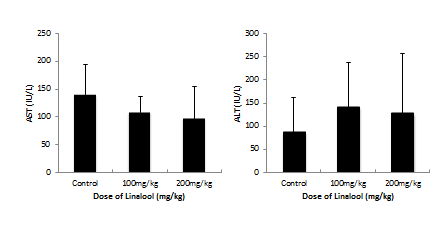 250
200
150
100
50
0
AST (IU/L)
Control 100mg/kg 200mg/kg
Dose of Linalool (mg/kg)
300
250
200
150
100
50
0
ALT(IU/L)
Control 100mg/kg 200mg/kg
Dose of Linalool (mg/kg)